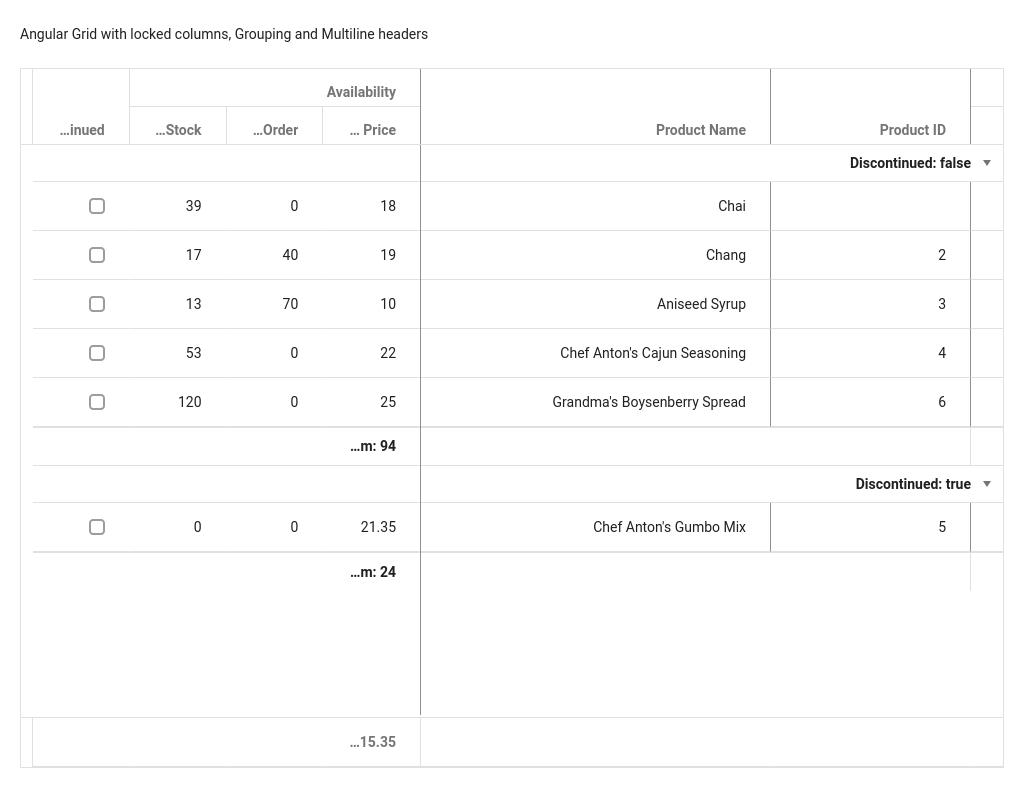 Angular Grid with locked columns, Grouping and Multiline headers
Availability
...inued ...Stock ...Order ... Price Product Name Product ID
Discontinued: false
39 0 18 Chai
17 40 19 Chang 2
13 70 10 Aniseed Syrup 3
53 0 22 Chef Anton's Cajun Seasoning 4
120 0 25 Grandma's Boysenberry Spread 6
...m: 94
Discontinued: true
0 0 21.35 Chef Anton's Gumbo Mix 5
...m: 24
...15.35